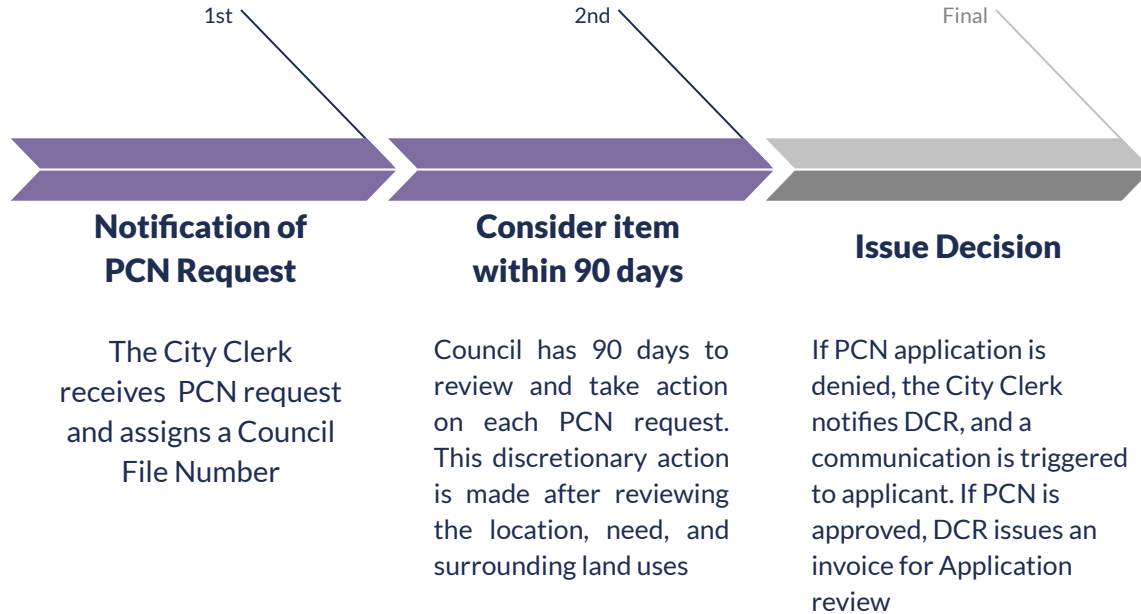 1st
2nd
Final
Notification of
PCN Request
The City Clerk
receives PCN request
and assigns a Council
File Number
Consider item
within 90 days
Council has 90 days to
review and take action
on each PCN request.
This discretionary action
is made after reviewing
the location, need, and
surrounding land uses
Issue Decision
If PCN application is
denied, the City Clerk
notifies DCR, and a
communication is triggered
to applicant. If PCN is
approved, DCR issues an
invoice for Application
review